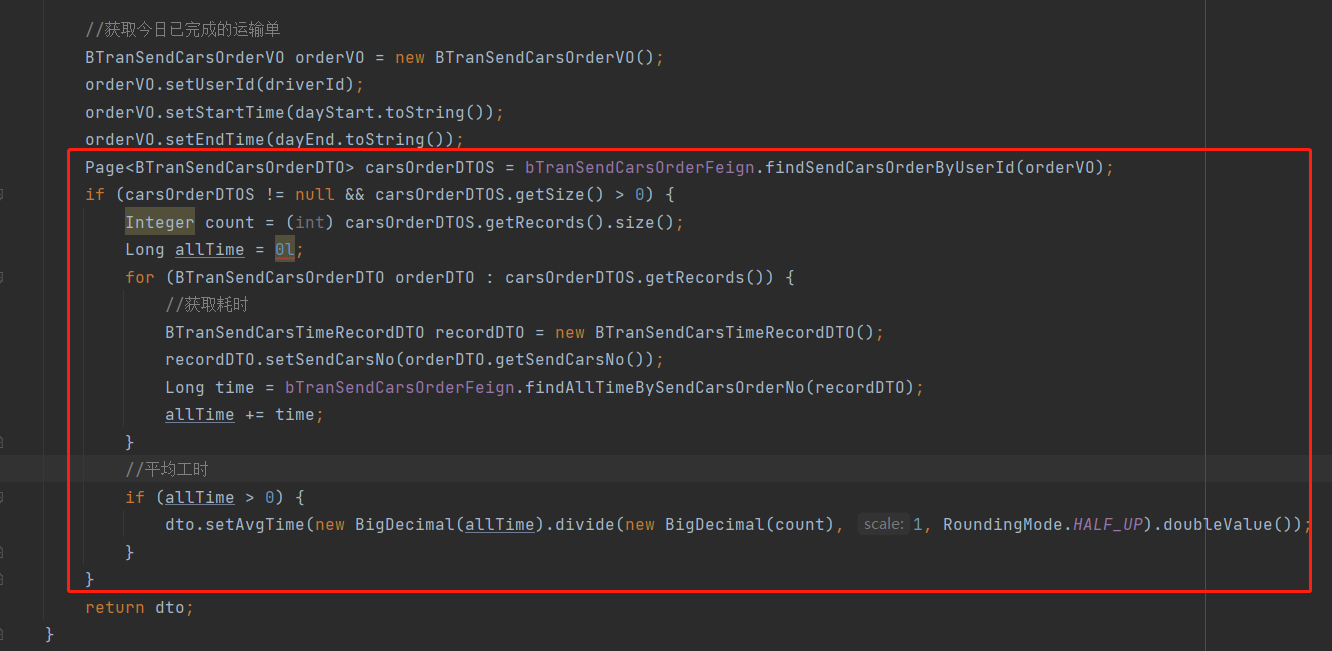 //获取今日已完成的运输单
BTranSendCarsOrderVO orderVO = new BTranSendCarsOrderVO();
orderVO.setUserId(driverId);
orderVO.setStartTime(dayStart.toString());
orderVO.setEndTime(dayEnd.toString());
Page<BTranSendCarsOrderDTO> carsOrderDTOS = bTranSendCarsOrderFeign.findSendCarsOrderByUserId(orderVO);
if (carsOrderDTOS != null && carsOrderDTOS.getSize() > 0) {
Integer count = (int) carsOrderDTOS.getRecords().size();
Long allTime = 0l;
for (BTranSendCarsOrderDTO orderDTO : carsOrderDTOS.getRecords()) {
//获取耗时
BTranSendCarsTimeRecordDTO recordDTO = new BTranSendCarsTimeRecordDTO();
recordDTO.setSendCarsNo(orderDTO.getSendCarsNo());
Long time = bTranSendCarsOrderFeign.findAllTimeBySendCarsOrderNo(recordDTO);
allTime += time;
}
//平均工时
if (allTime > 0) {
dto.setAvgTime(new BigDecimal(allTime).divide(new BigDecimal(count), scale: 1, RoundingMode.HALF_UP).doubleValue());
}
}
return dto;
}